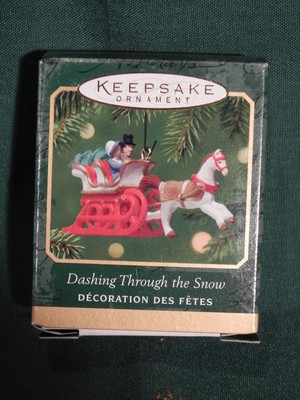 KEEPSAKE
ORNAMENT
Dashing Through the Snow
DÉCORATION DES FÊTES